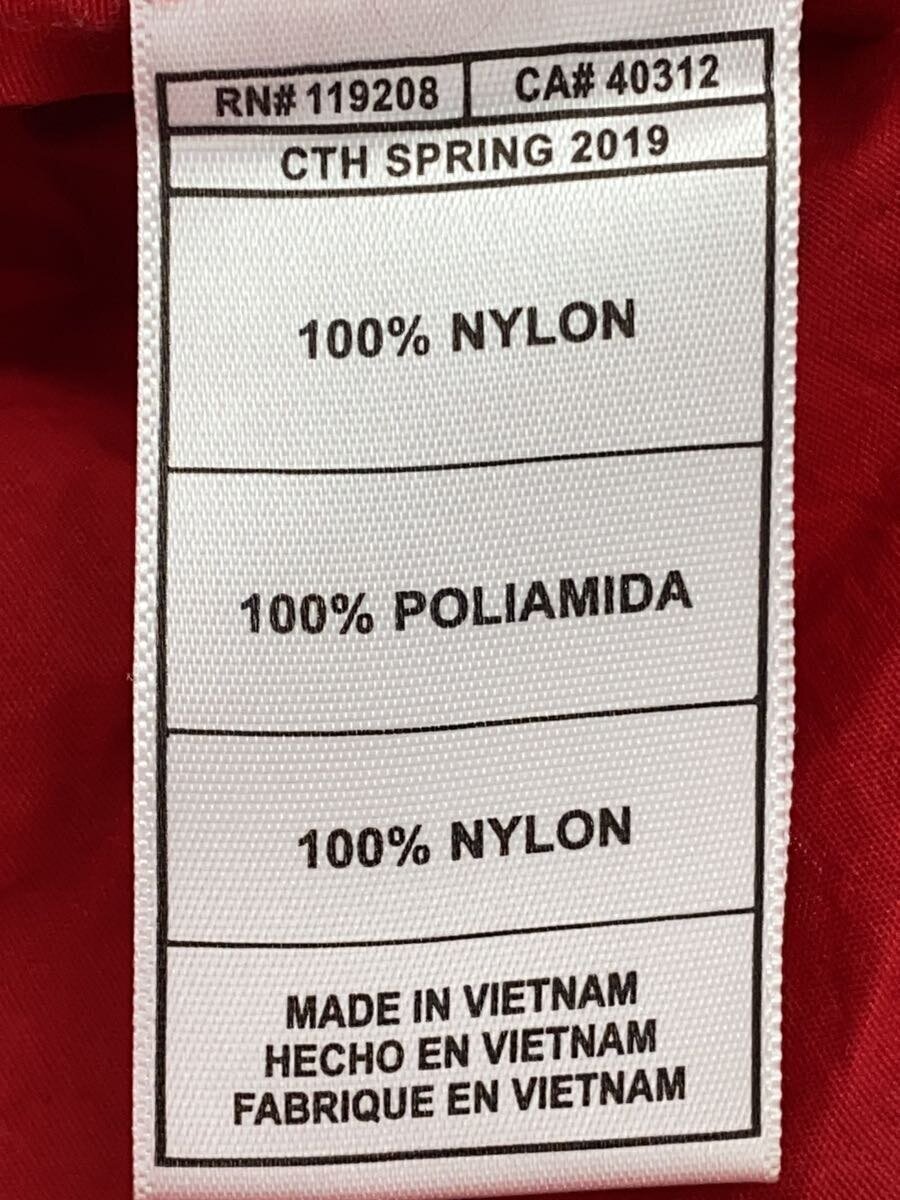 RN# 119208 CA# 40312
CTH SPRING 2019
100% NYLON
100% POLIAMIDA
100% NYLON
MADE IN VIETNAM
HECHO EN VIETNAM
FABRIQUE EN VIETNAM